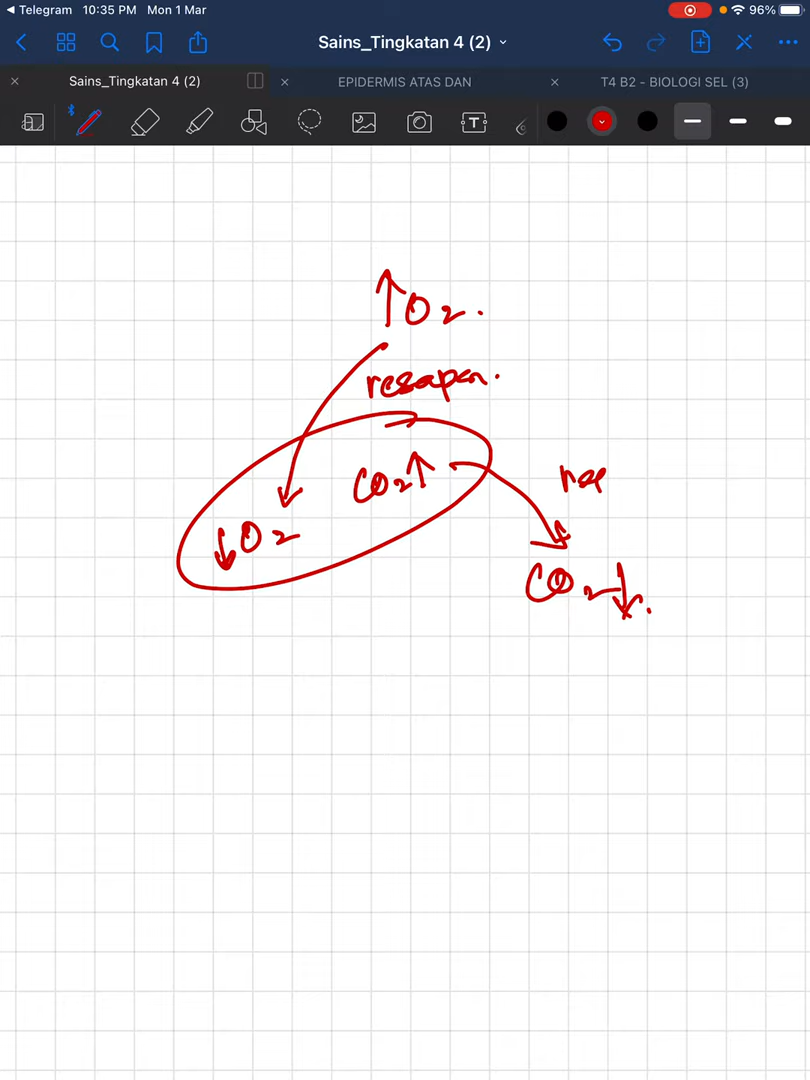 Telegram 10:35 PM Mon 1 Mar 96%
Sains_Tingkatan 4 (2)
Sains_Tingkatan 4 (2) EPIDERMIS ATAS DAN T4 B2 - BIOLOGI SEL (3)
T
↑O2.
resapan.
CO2↑
res
↓O2
CO2↓.